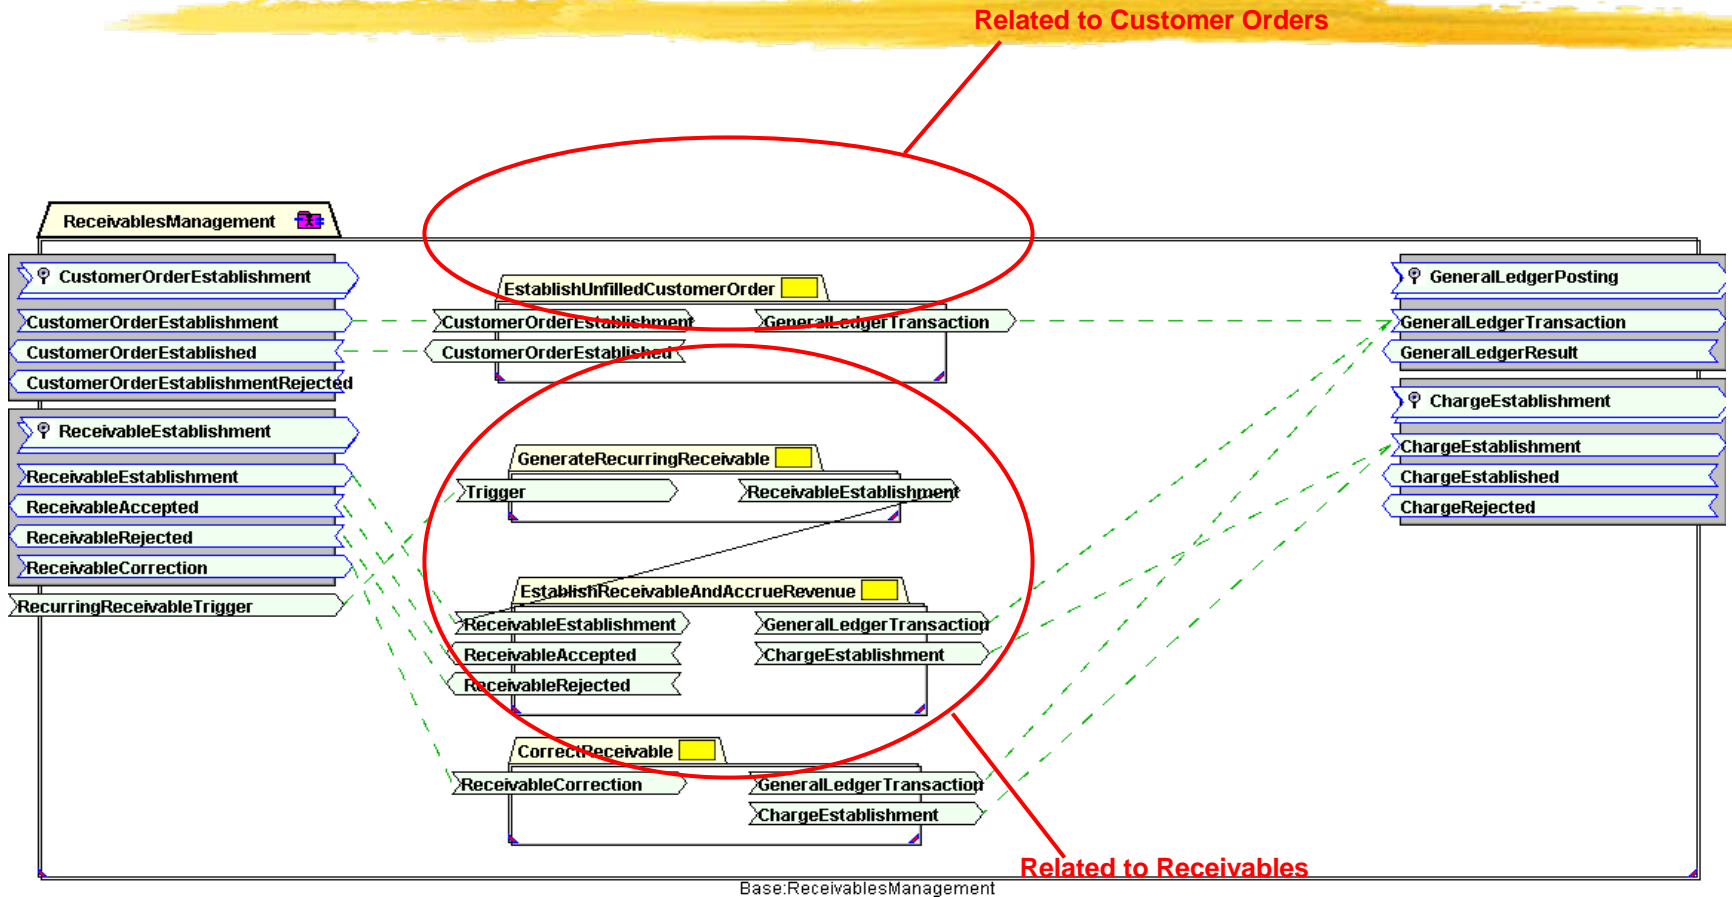 Related to Customer Orders
ReceivablesManagement
CustomerOrderEstablishment
CustomerOrderEstablishment
CustomerOrderEstablished
CustomerOrderEstablishmentRejected
ReceivableEstablishment
ReceivableEstablishment
ReceivableAccepted
ReceivableRejected
ReceivableCorrection
RecurringReceivableTrigger
EstablishUnfilledCustomerOrder
CustomerOrderEstablishment
GeneralLedgerTransaction
CustomerOrderEstablished
GenerateRecurringReceivable
Trigger
ReceivableEstablishment
EstablishReceivableAndAccrueRevenue
ReceivableEstablishment
GeneralLedgerTransaction
ReceivableAccepted
ChargeEstablishment
ReceivableRejected
CorrectReceivable
ReceivableCorrection
GeneralLedgerTransaction
ChargeEstablishment
GeneralLedgerPosting
GeneralLedgerTransaction
GeneralLedgerResult
ChargeEstablishment
ChargeEstablishment
ChargeEstablished
ChargeRejected
Related to Receivables
Base:ReceivablesManagement